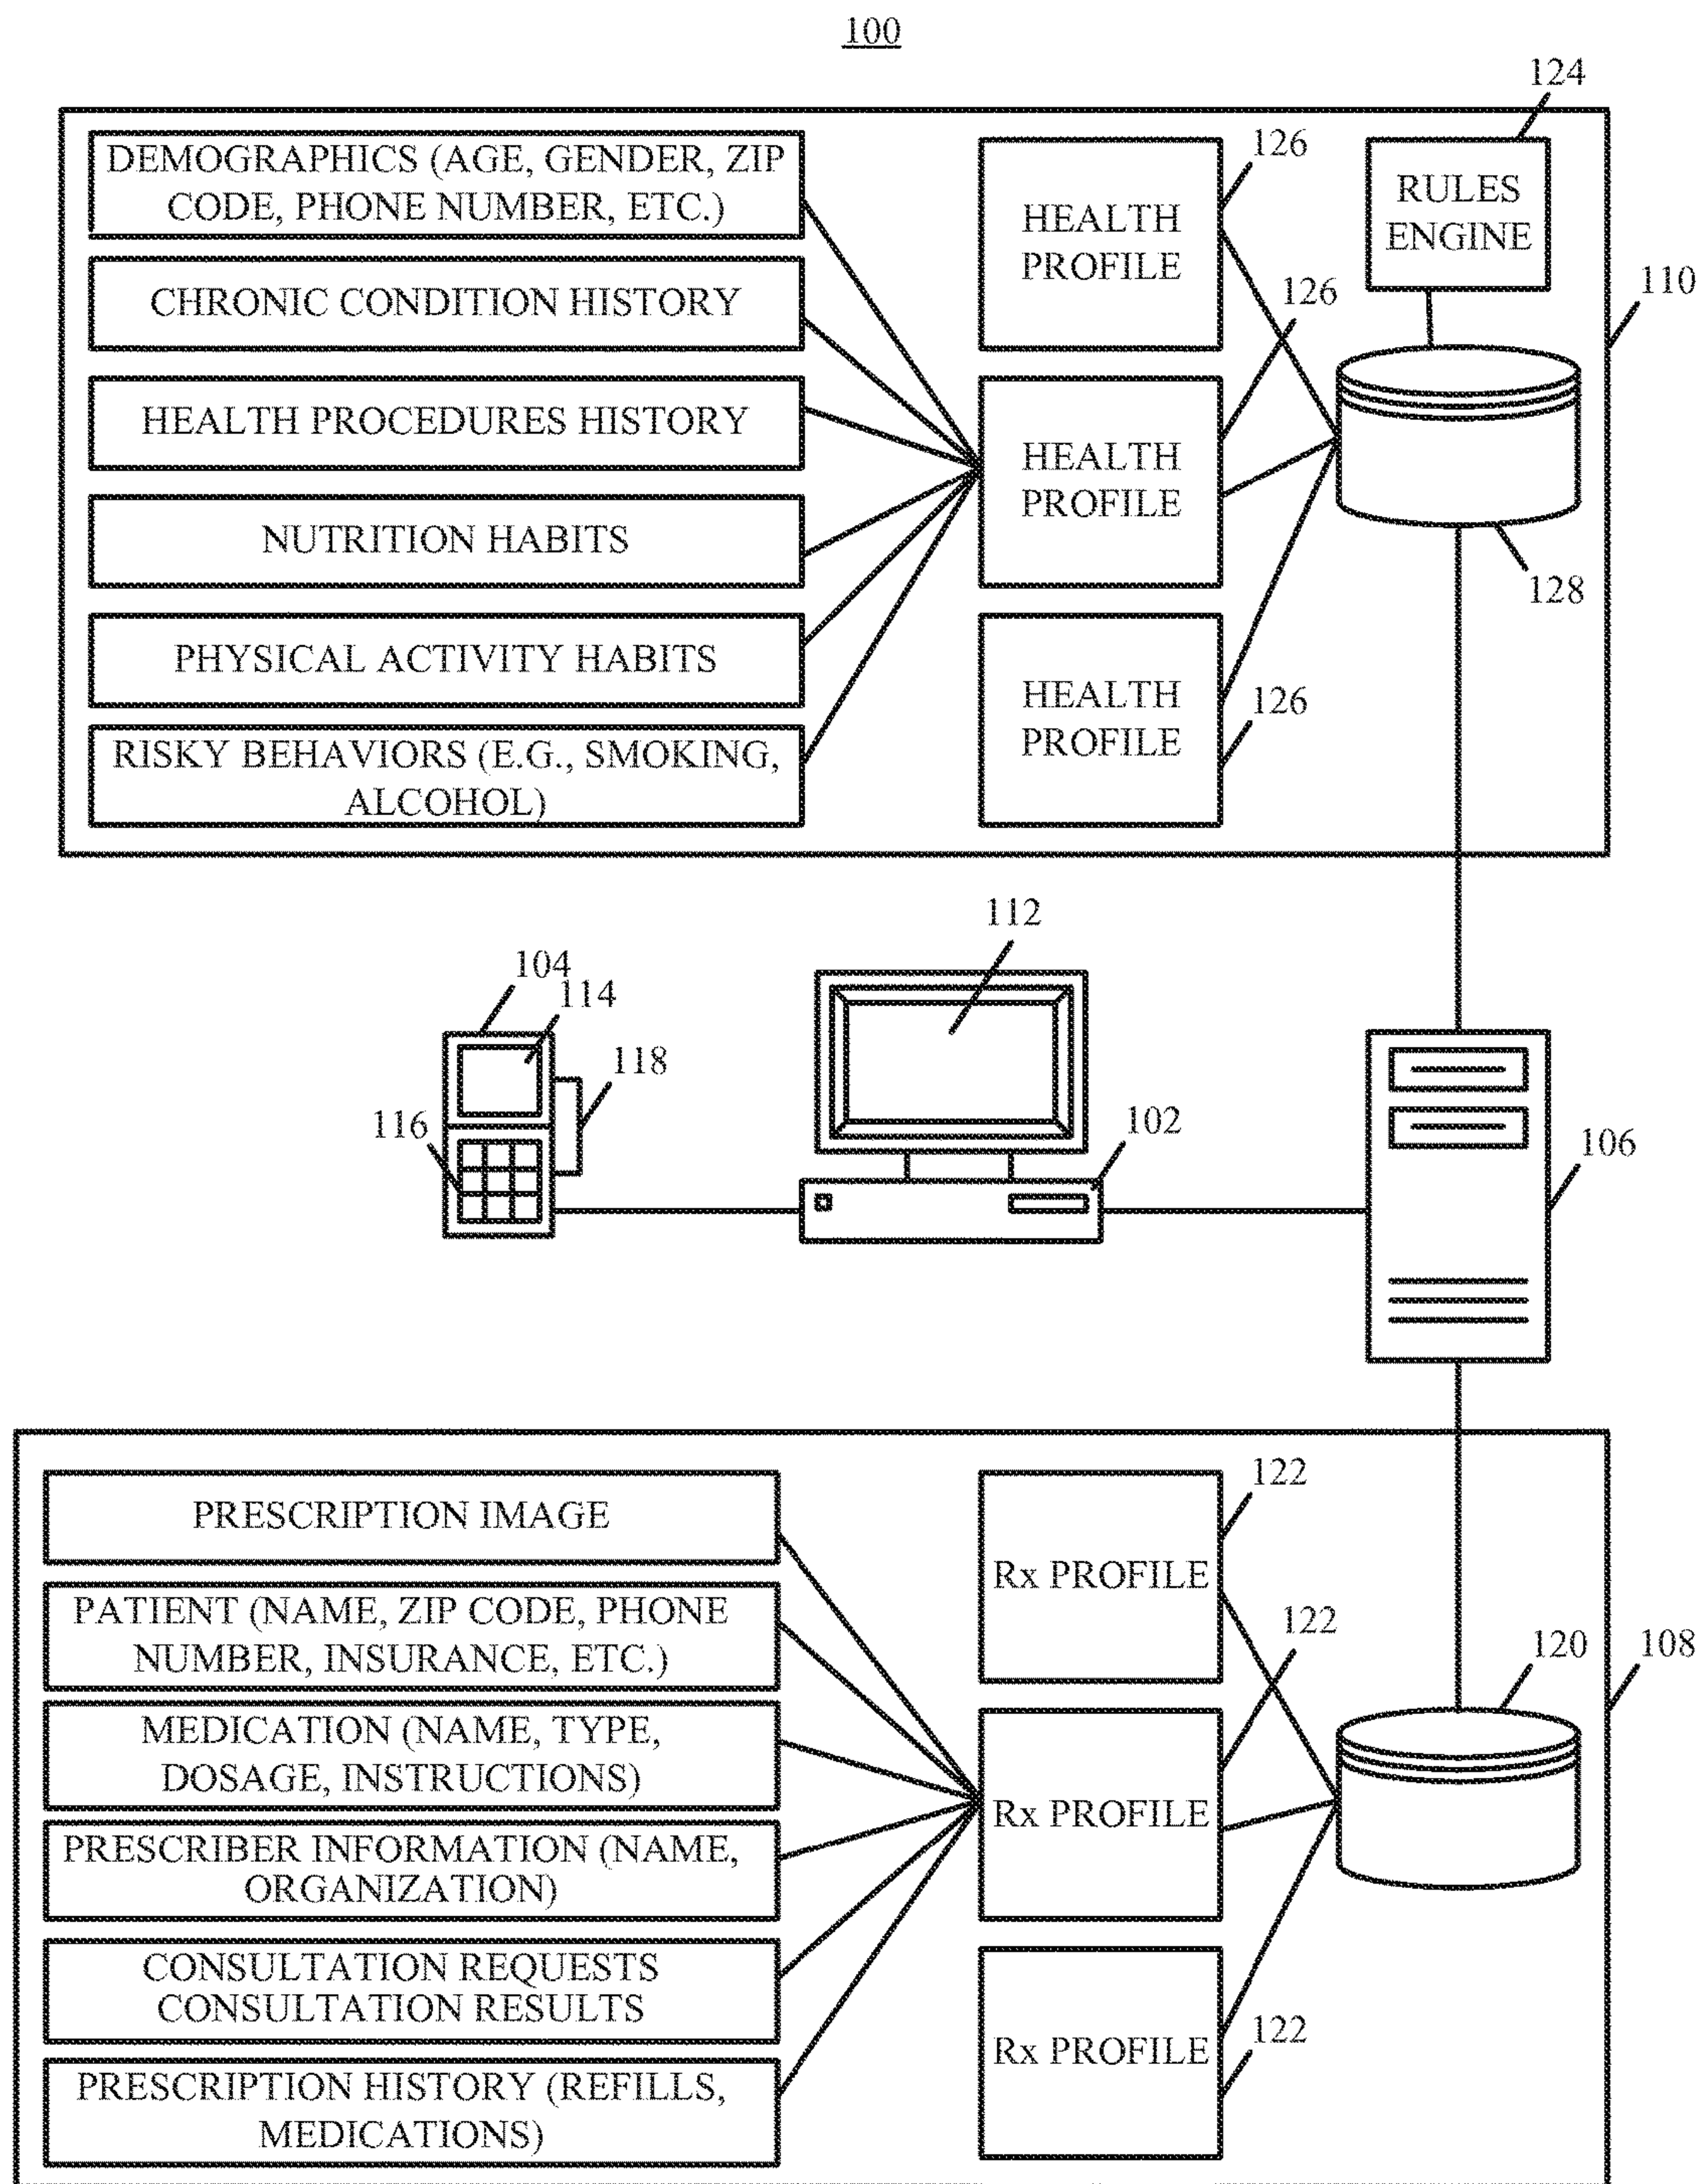 100
124
DEMOGRAPHICS (AGE, GENDER, ZIP
CODE, PHONE NUMBER, ETC.)
CHRONIC CONDITION HISTORY
HEALTH PROCEDURES HISTORY
NUTRITION HABITS
PHYSICAL ACTIVITY HABITS
RISKY BEHAVIORS (E.G., SMOKING,
ALCOHOL)
HEALTH
PROFILE
126
HEALTH
PROFILE
126
HEALTH
PROFILE
126
RULES
ENGINE
110
128
112
104
114
118
116
102
106
PRESCRIPTION IMAGE
PATIENT (NAME, ZIP CODE, PHONE
NUMBER, INSURANCE, ETC.)
MEDICATION (NAME, TYPE,
DOSAGE, INSTRUCTIONS)
PRESCRIBER INFORMATION (NAME,
ORGANIZATION)
CONSULTATION REQUESTS
CONSULTATION RESULTS
PRESCRIPTION HISTORY (REFILLS,
MEDICATIONS)
Rx PROFILE
122
Rx PROFILE
122
Rx PROFILE
122
120
108